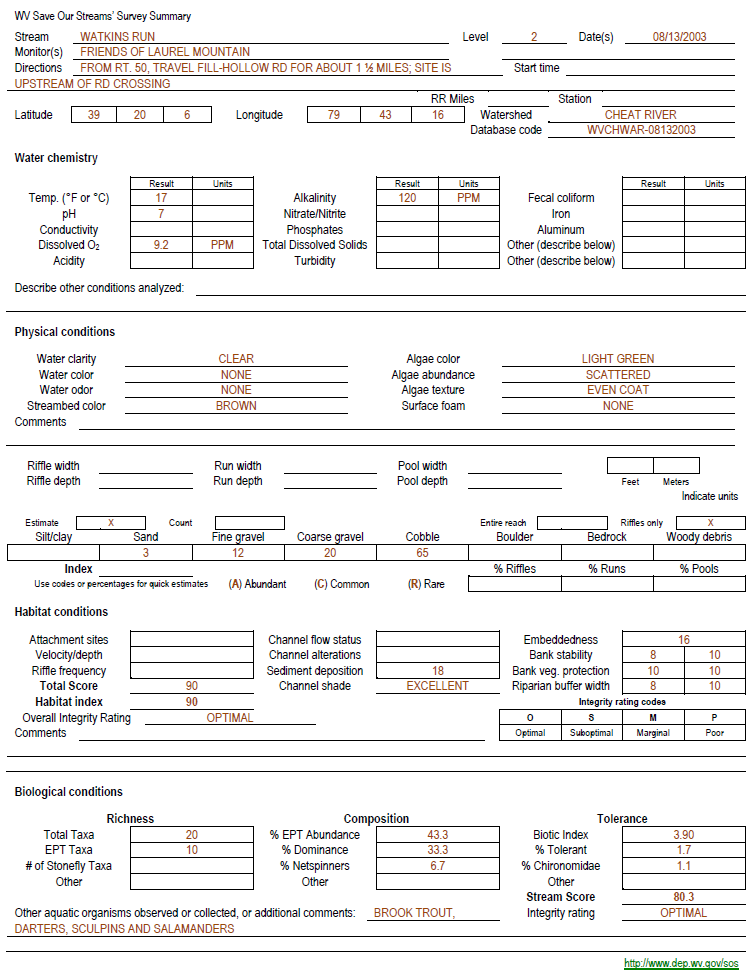 WV Save Our Streams' Survey Summary
Stream WATKINS RUN Level 2 Date(s) 08/13/2003
Monitor(s) FRIENDS OF LAUREL MOUNTAIN
Directions FROM RT. 50, TRAVEL FILL-HOLLOW RD FOR ABOUT 1 ½ MILES; SITE IS Start time
UPSTREAM OF RD CROSSING
RR Miles Station
Latitude 39 20 6 Longitude 79 43 16 Watershed CHEAT RIVER
Database code WVCHWAR-08132003
Water chemistry
Result Units Result Units Result Units
Temp. (°F or °C) 17 Alkalinity 120 PPM Fecal coliform
pH 7 Nitrate/Nitrite Iron
Conductivity Phosphates Aluminum
Dissolved O₂ 9.2 PPM Total Dissolved Solids Other (describe below)
Acidity Turbidity Other (describe below)
Describe other conditions analyzed:
Physical conditions
Water clarity CLEAR Algae color LIGHT GREEN
Water color NONE Algae abundance SCATTERED
Water odor NONE Algae texture EVEN COAT
Streambed color BROWN Surface foam NONE
Comments
Riffle width Run width Pool width
Riffle depth Run depth Pool depth Feet Meters
Indicate units
Estimate X Count Entire reach Riffles only X
Silt/clay Sand Fine gravel Coarse gravel Cobble Boulder Bedrock Woody debris
3 12 20 65
Index % Riffles % Runs % Pools
Use codes or percentages for quick estimates (A) Abundant (C) Common (R) Rare
Habitat conditions
Attachment sites Channel flow status Embeddedness 16
Velocity/depth Channel alterations Bank stability 8 10
Riffle frequency Sediment deposition 18 Bank veg. protection 10 10
Total Score 90 Channel shade EXCELLENT Riparian buffer width 8 10
Habitat index 90 Integrity rating codes
Overall Integrity Rating OPTIMAL O S M P
Comments Optimal Suboptimal Marginal Poor
Biological conditions
Richness Composition Tolerance
Total Taxa 20 % EPT Abundance 43.3 Biotic Index 3.90
EPT Taxa 10 % Dominance 33.3 % Tolerant 1.7
# of Stonefly Taxa % Netspinners 6.7 % Chironomidae 1.1
Other Other Other
Stream Score 80.3
Other aquatic organisms observed or collected, or additional comments: BROOK TROUT, Integrity rating OPTIMAL
DARTERS, SCULPINS AND SALAMANDERS
http://www.dep.wv.gov/sos